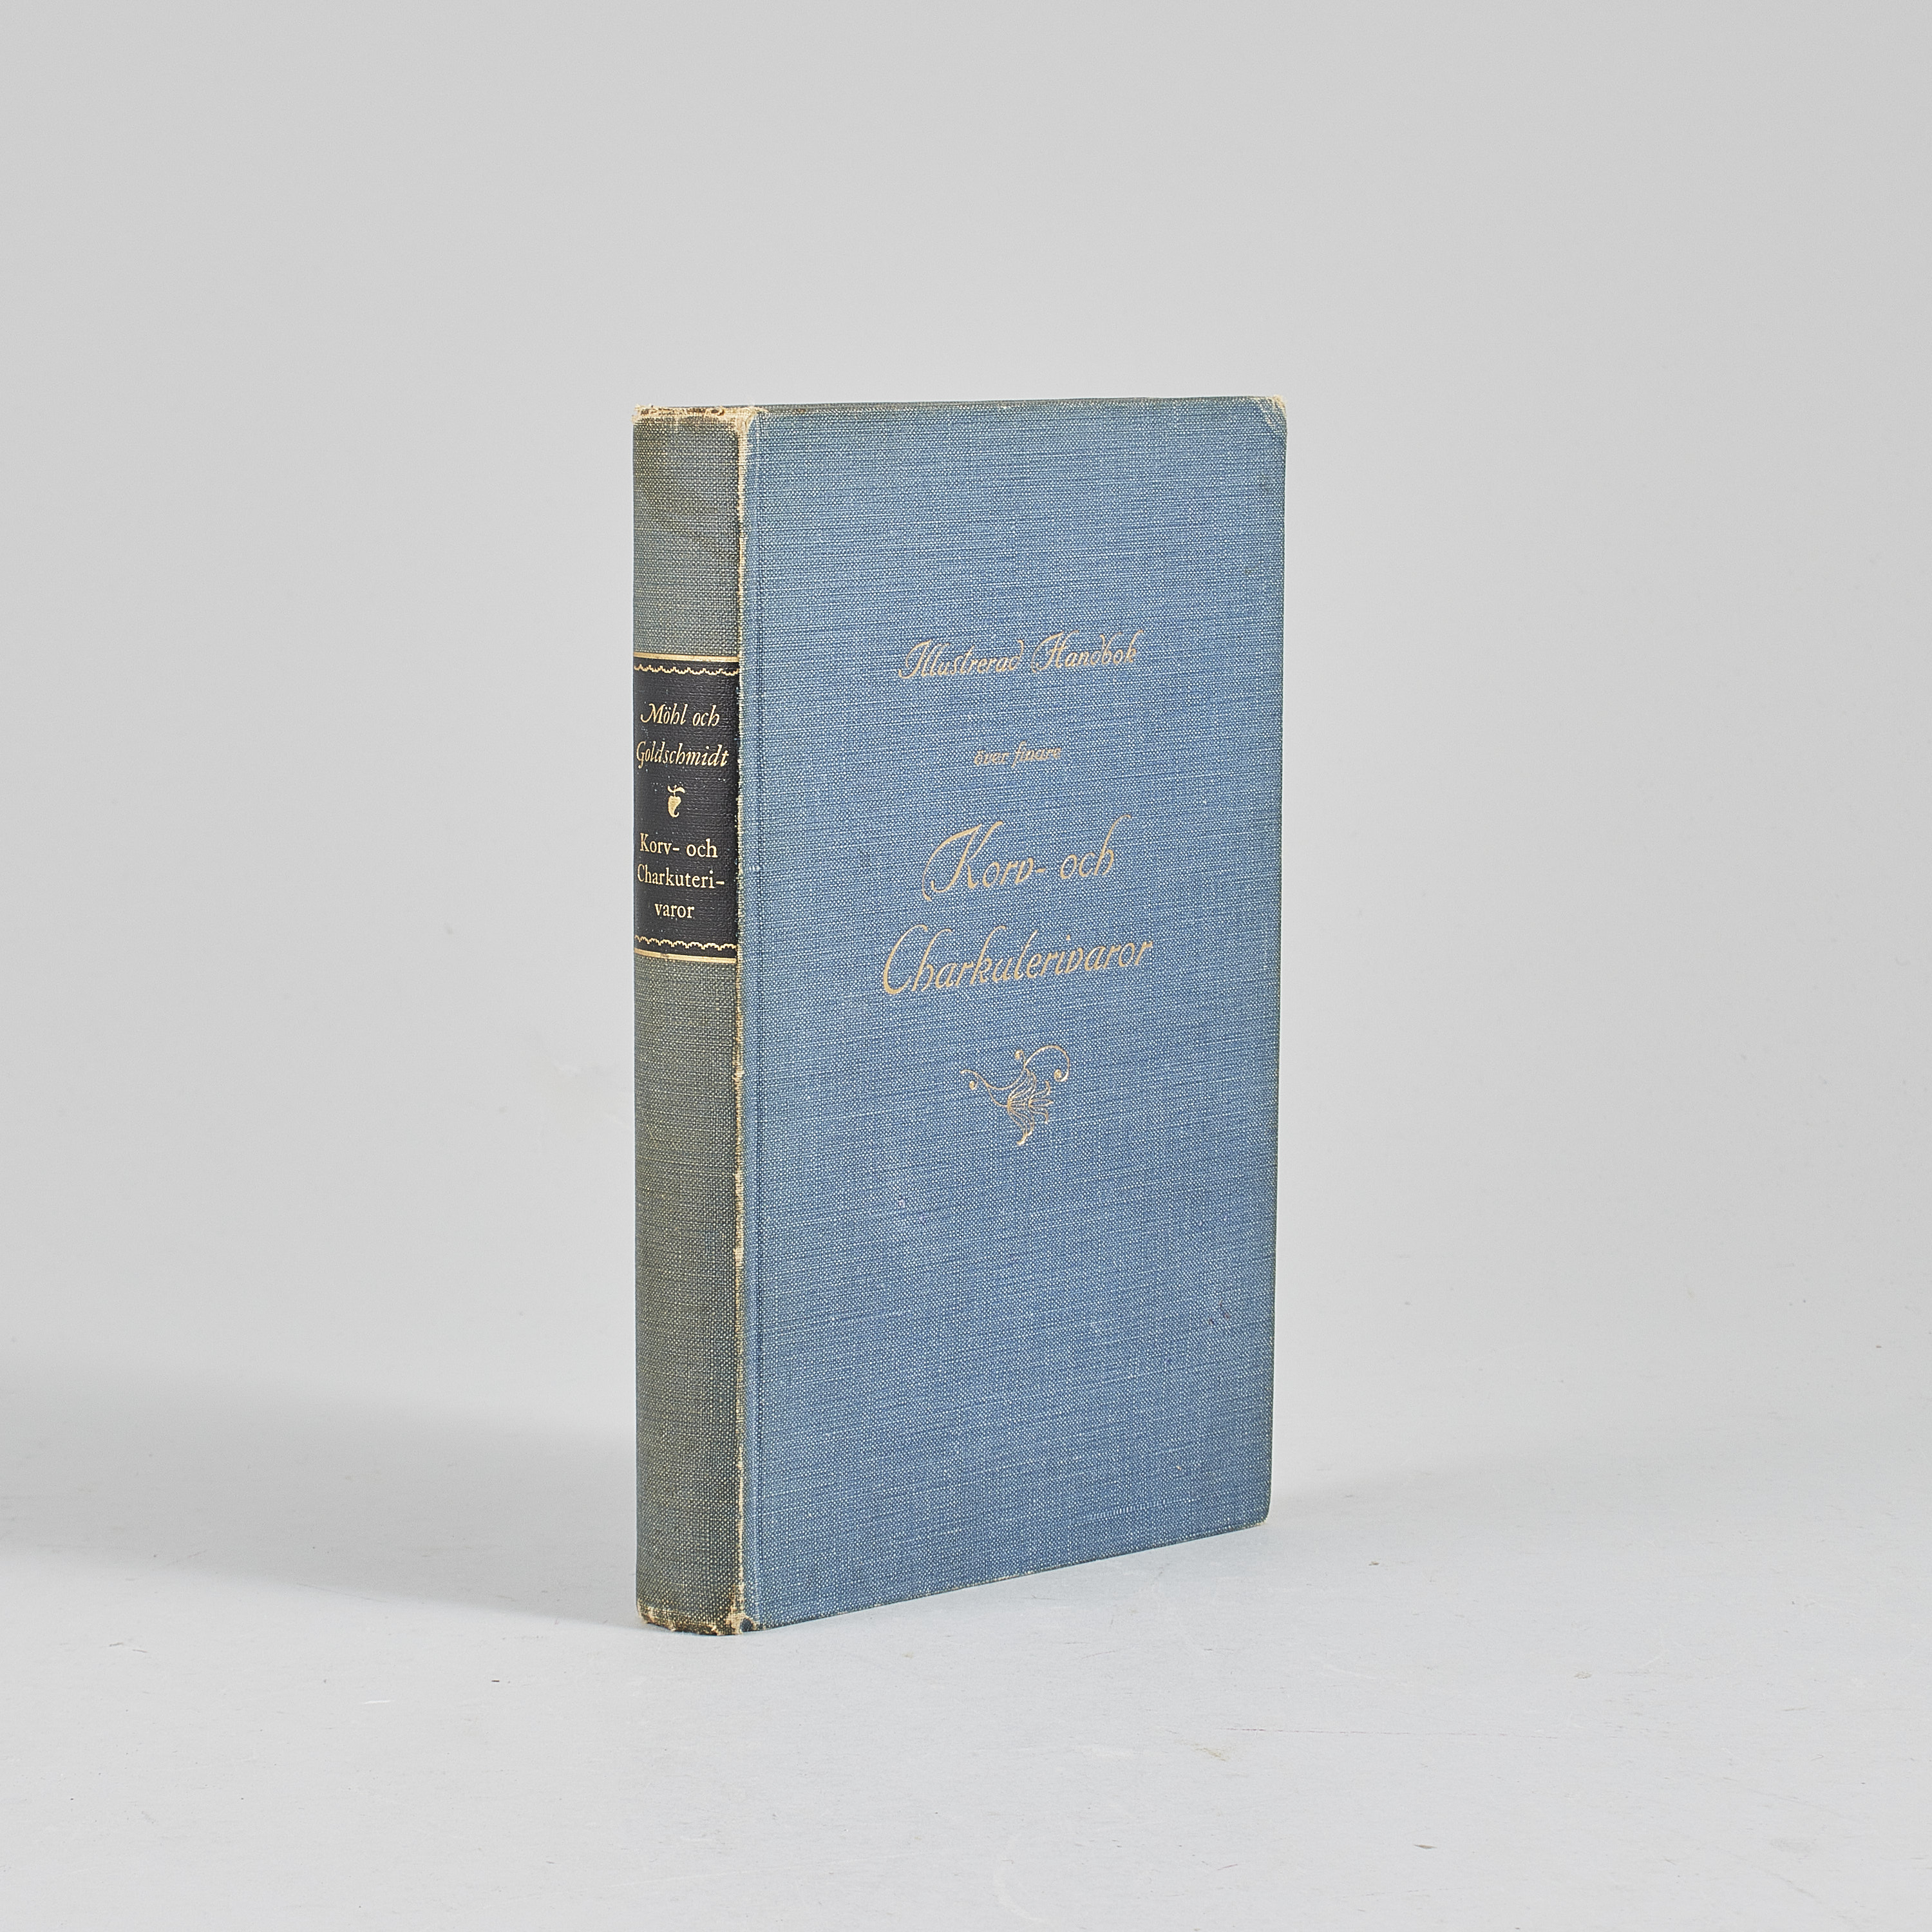 Möhl och
Goldschmidt
Korv- och
Charkuteri-
varor
Illustrerad Handbok
över finare
Korv- och
Charkuterivaror